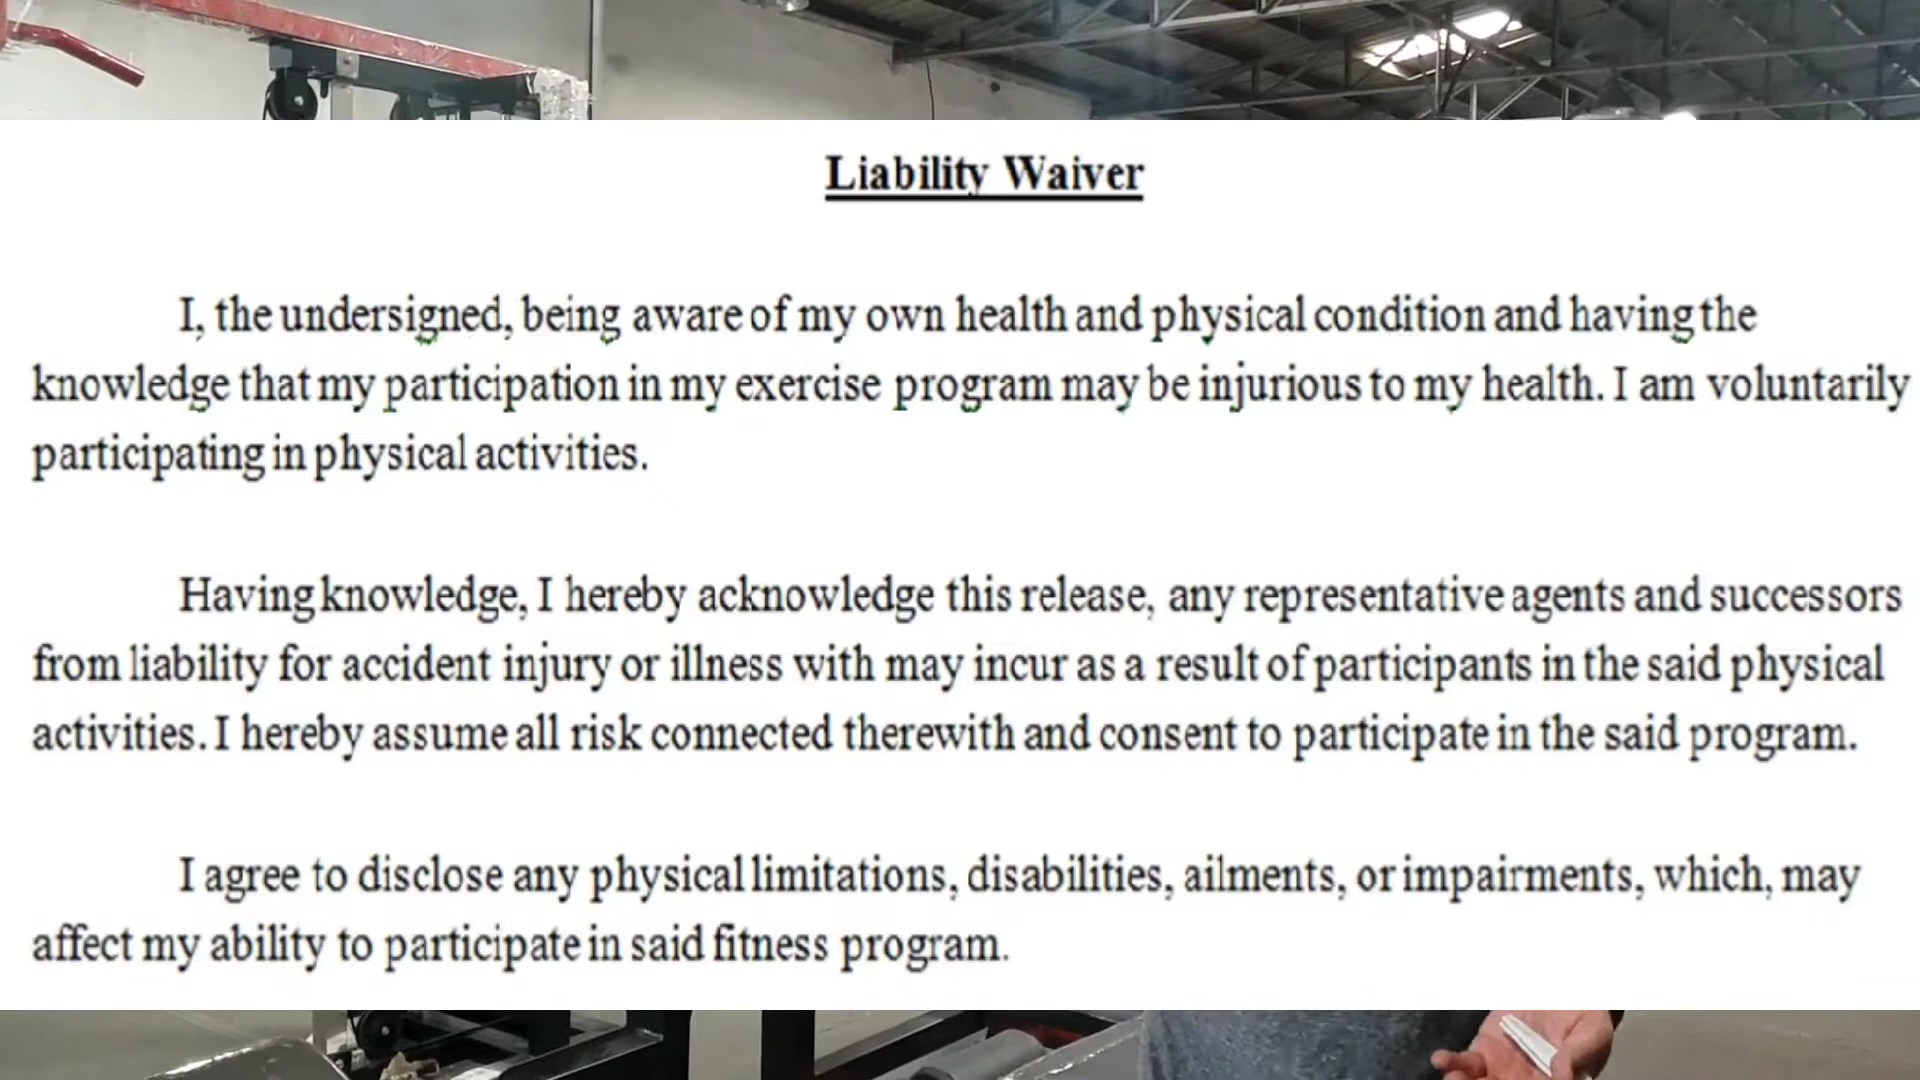 Liability Waiver
I, the undersigned, being aware of my own health and physical condition and having the
knowledge that my participation in my exercise program may be injurious to my health. I am voluntarily
participating in physical activities.
Having knowledge, I hereby acknowledge this release, any representative agents and successors
from liability for accident injury or illness with may incur as a result of participants in the said physical
activities. I hereby assume all risk connected therewith and consent to participate in the said program.
I agree to disclose any physical limitations, disabilities, ailments, or impairments, which, may
affect my ability to participate in said fitness program.